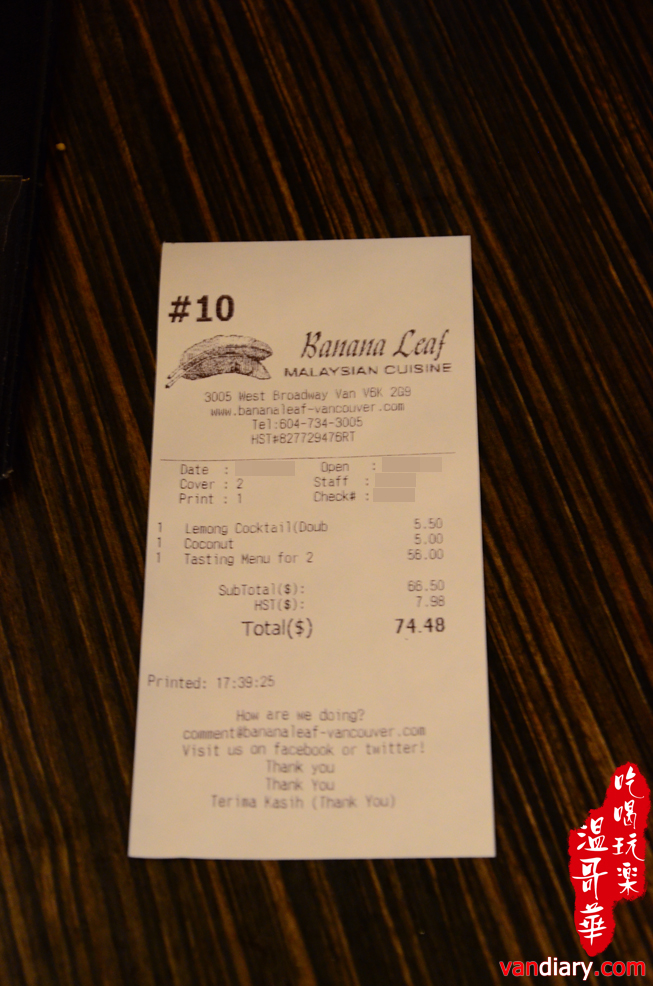 #10
Banana Leaf
MALAYSIAN CUISINE
3005 West Broadway Van V6K 2G9
www.bananaleaf-vancouver.com
Tel:604-734-3005
HST#827729476RT
Date : Open :
Cover : 2 Staff :
Print : 1 Check# :
1 Lemong Cocktail(Doub 5.50
1 Coconut 5.00
1 Tasting Menu for 2 56.00
SubTotal($): 66.50
HST($): 7.98
Total($) 74.48
Printed: 17:39:25
How are we doing?
comment@bananaleaf-vancouver.com
Visit us on facebook or twitter!
Thank you
Thank You
Terima Kasih (Thank You)
吃喝玩樂
温哥華
vandiary.com